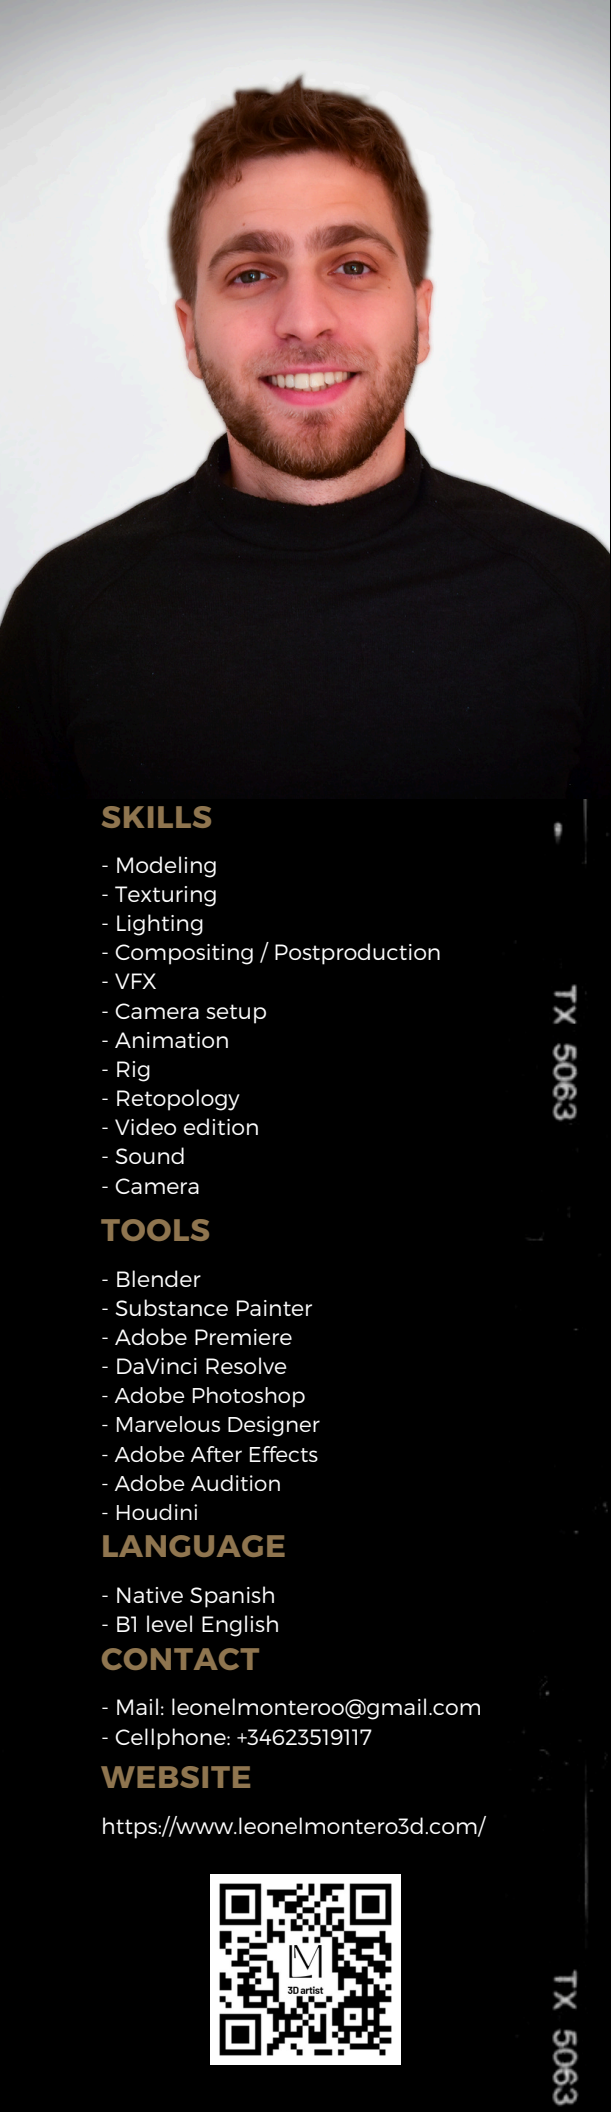 SKILLS
- Modeling
- Texturing
- Lighting
- Compositing / Postproduction
- VFX
- Camera setup
- Animation
- Rig
- Retopology
- Video edition
- Sound
- Camera
TX 5063
TOOLS
- Blender
- Substance Painter
- Adobe Premiere
- DaVinci Resolve
- Adobe Photoshop
- Marvelous Designer
- Adobe After Effects
- Adobe Audition
- Houdini
LANGUAGE
- Native Spanish
- B1 level English
CONTACT
- Mail: leonelmonteroo@gmail.com
- Cellphone: +34623519117
WEBSITE
https://www.leonelmontero3d.com/
LM
3D artist
TX 5063